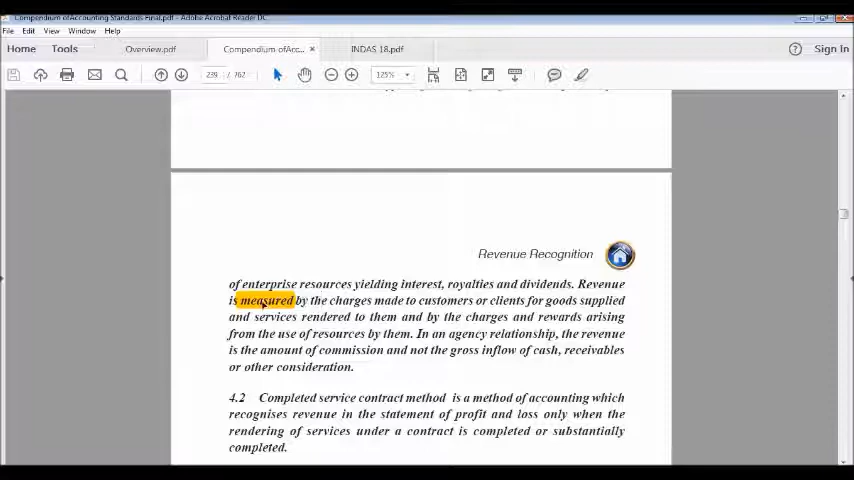 Compendium ofAccounting Standards Final.pdf - Adobe Acrobat Reader DC
File Edit View Window Help
Home Tools Overview.pdf Compendium ofAcc... × INDAS 18.pdf ? Sign In
239 / 762 125%
Revenue Recognition
of enterprise resources yielding interest, royalties and dividends. Revenue
is measured by the charges made to customers or clients for goods supplied
and services rendered to them and by the charges and rewards arising
from the use of resources by them. In an agency relationship, the revenue
is the amount of commission and not the gross inflow of cash, receivables
or other consideration.
4.2 Completed service contract method is a method of accounting which
recognises revenue in the statement of profit and loss only when the
rendering of services under a contract is completed or substantially
completed.